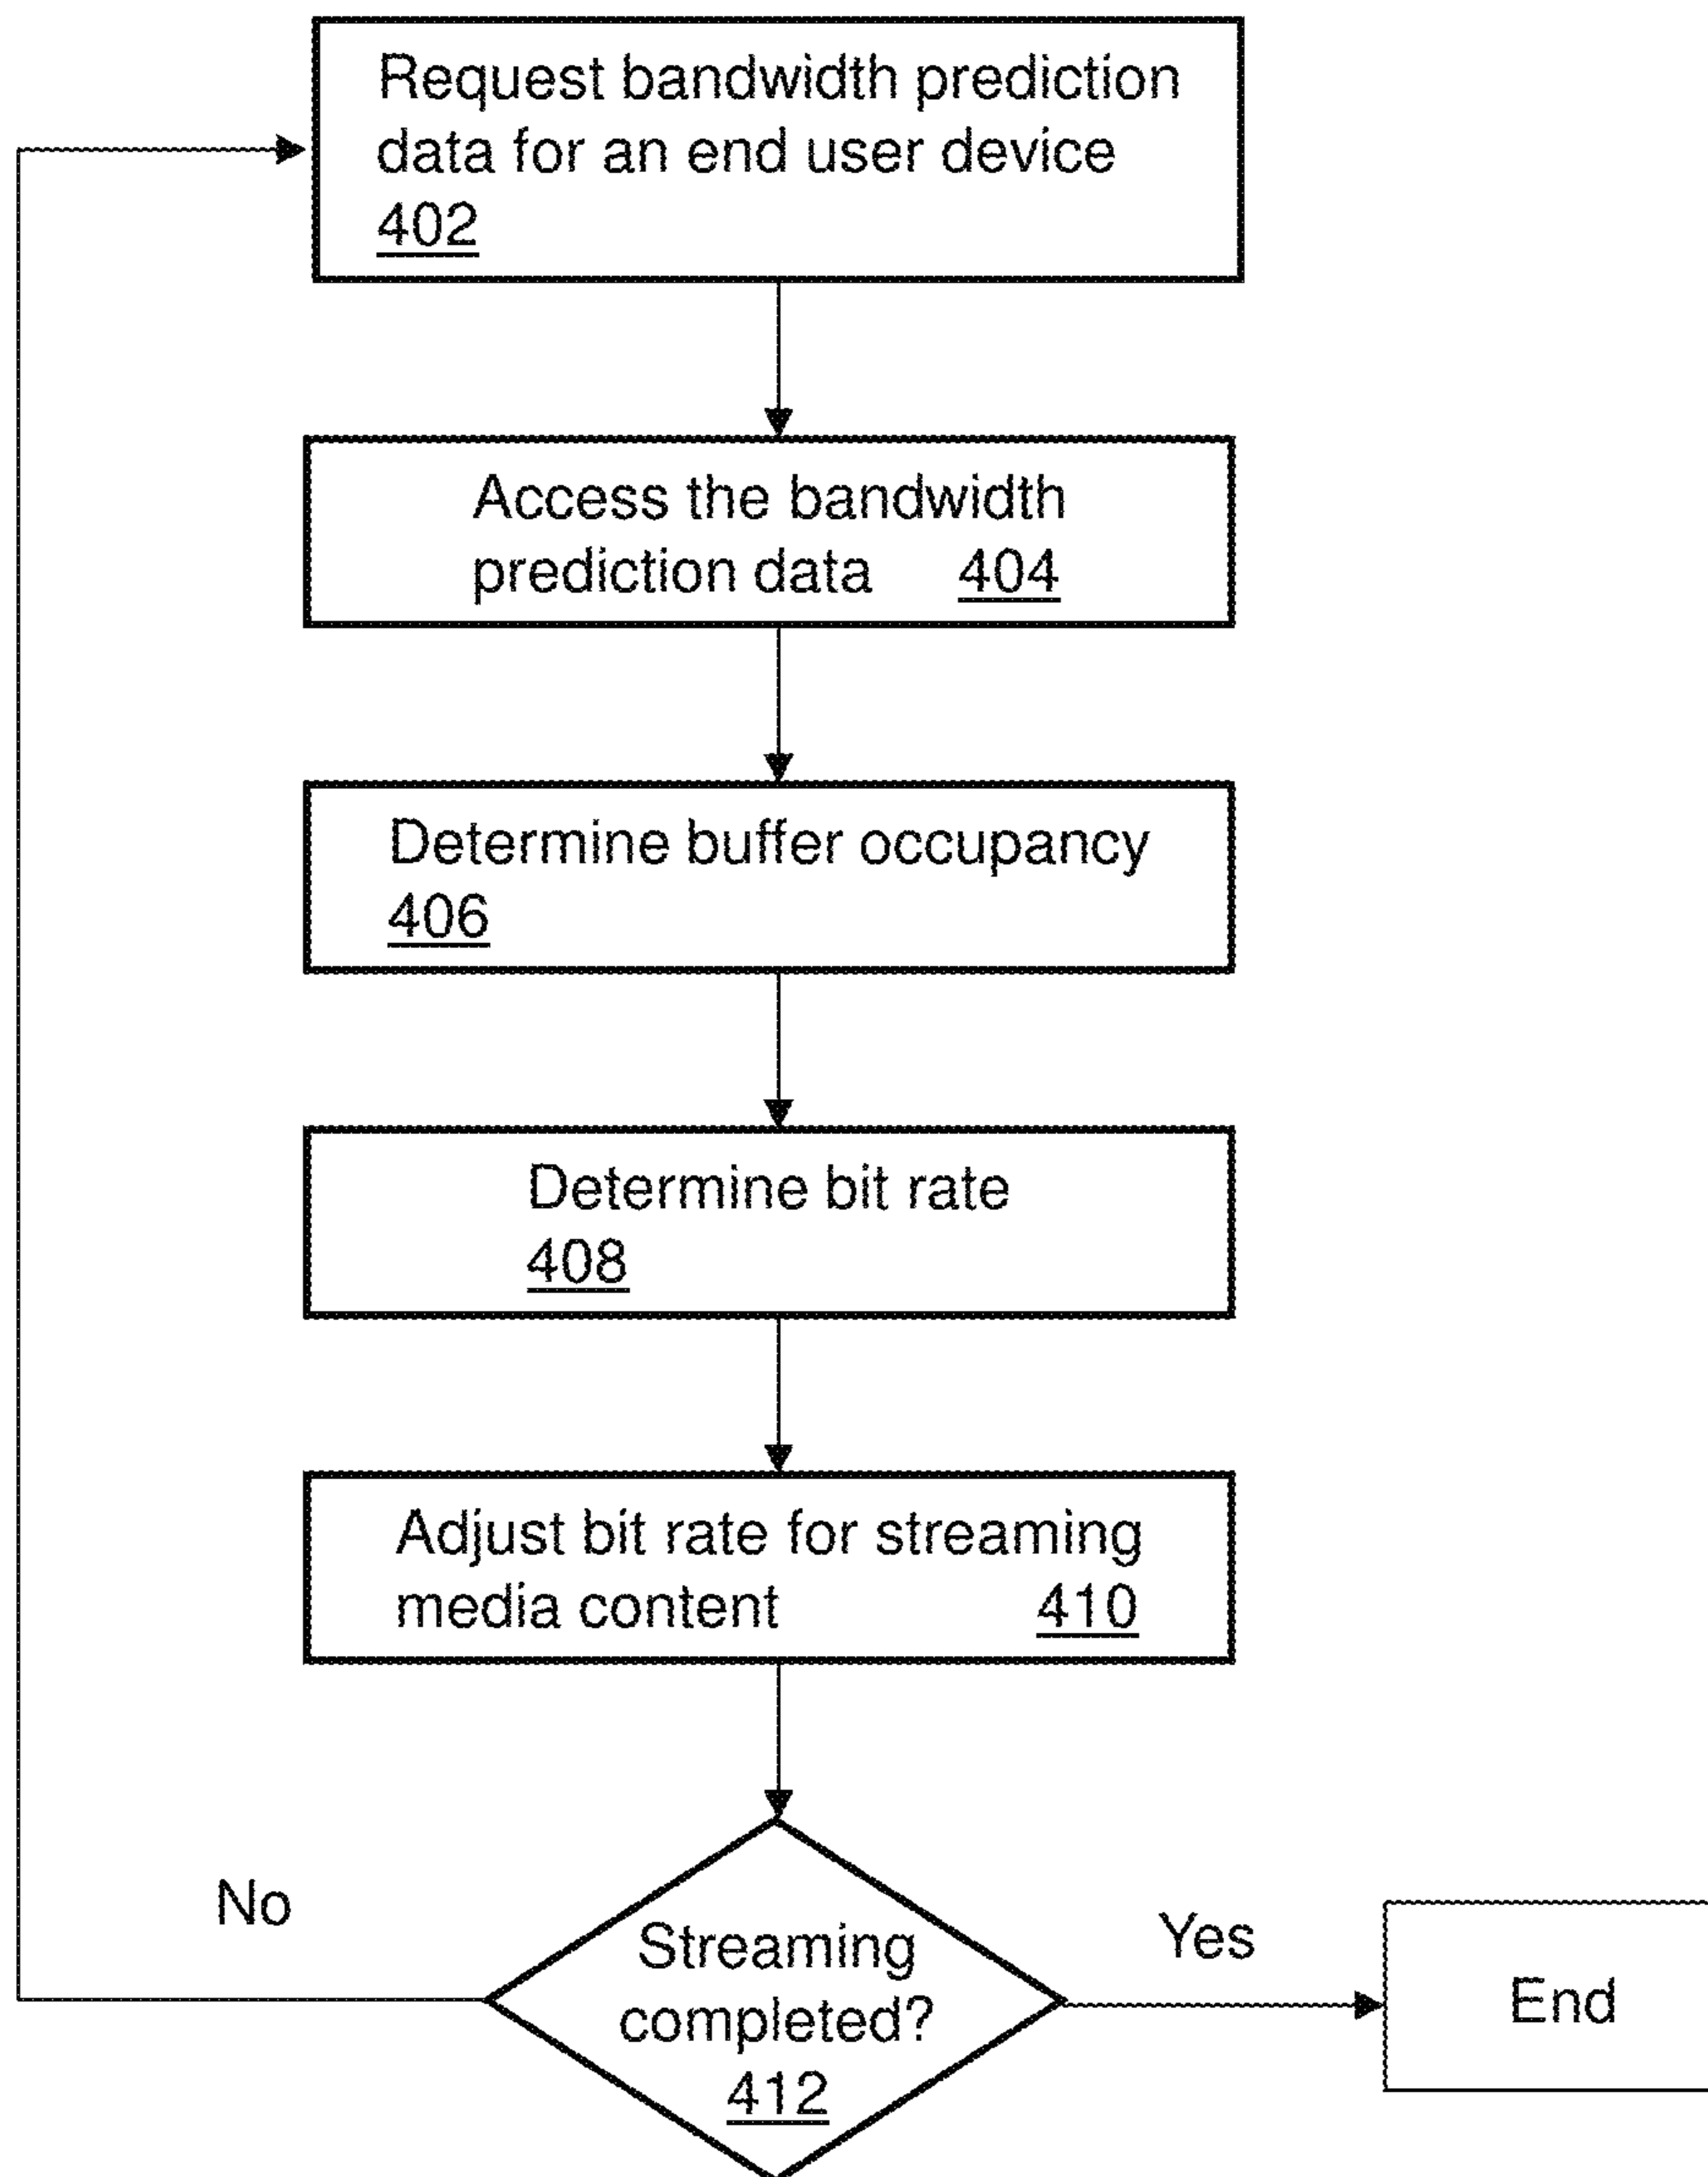 Request bandwidth prediction
data for an end user device
402
Access the bandwidth
prediction data 404
Determine buffer occupancy
406
Determine bit rate
408
Adjust bit rate for streaming
media content 410
No
Streaming
completed?
412
Yes
End